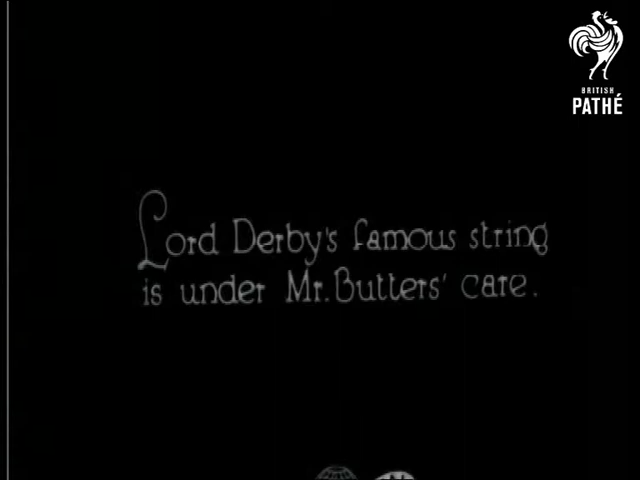 BRITISH
PATHÉ
Lord Derby's famous string
is under Mr. Butters' care.